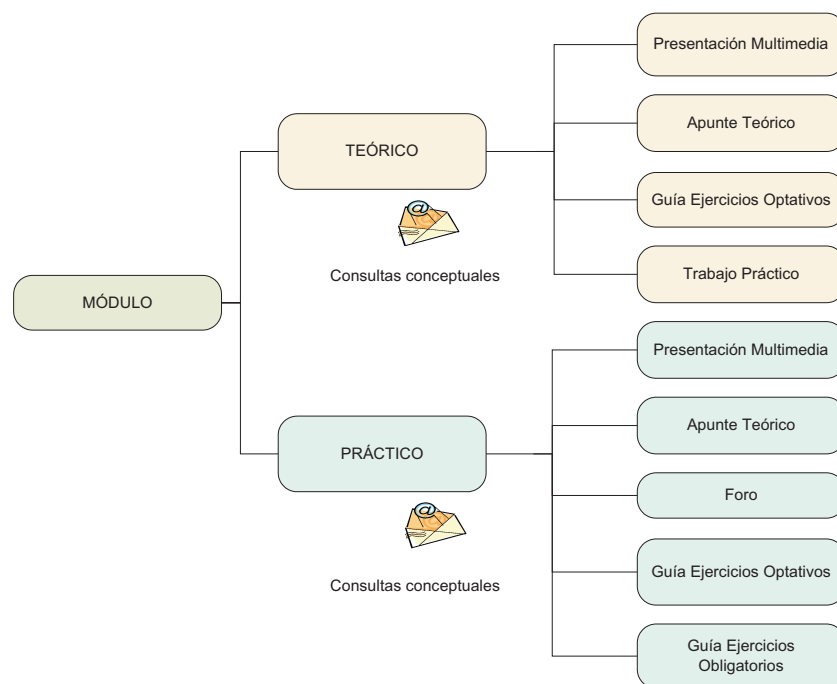 MÓDULO
TEÓRICO
@
Consultas conceptuales
Presentación Multimedia
Apunte Teórico
Guía Ejercicios Optativos
Trabajo Práctico
PRÁCTICO
@
Consultas conceptuales
Presentación Multimedia
Apunte Teórico
Foro
Guía Ejercicios Optativos
Guía Ejercicios
Obligatorios